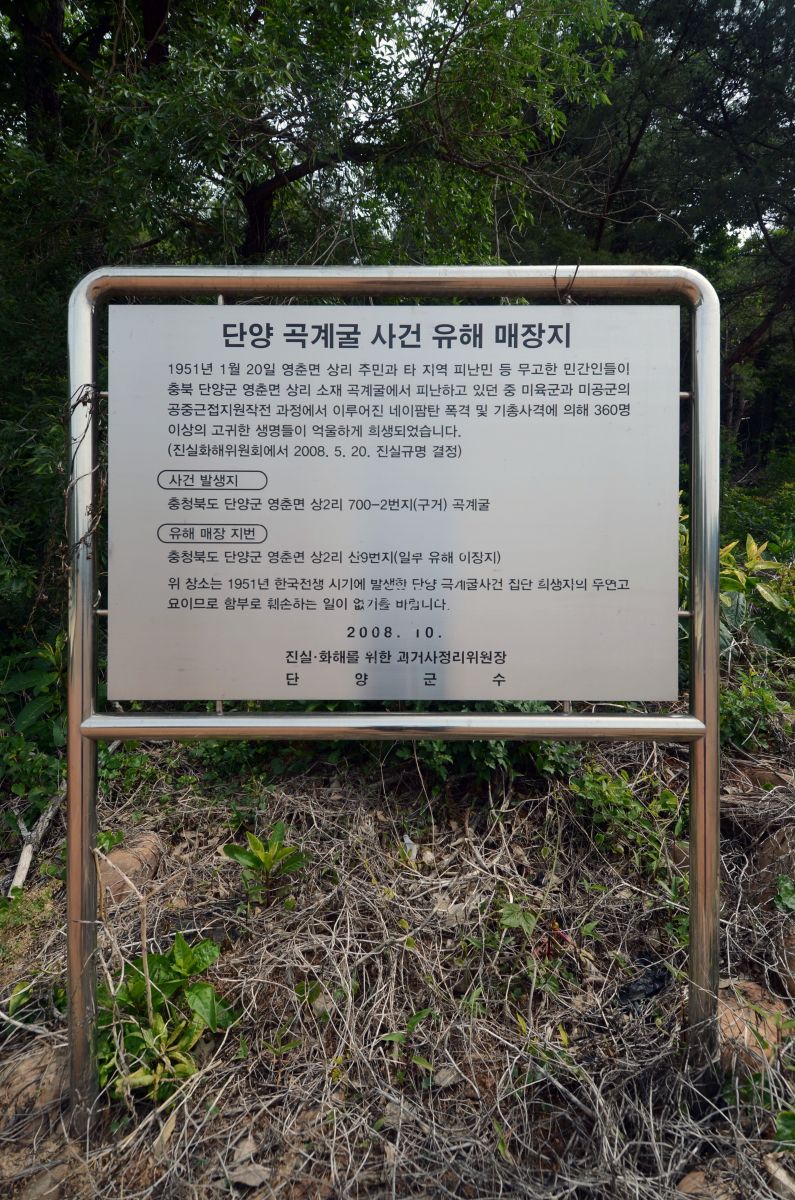 단양 곡계굴 사건 유해 매장지
1951년 1월 20일 영춘면 상리 주민과 타 지역 피난민 등 무고한 민간인들이
충북 단양군 영춘면 상리 소재 곡계굴에서 피난하고 있던 중 미육군과 미공군의
공중근접지원작전 과정에서 이루어진 네이팜탄 폭격 및 기총사격에 의해 360명
이상의 고귀한 생명들이 억울하게 희생되었습니다.
(진실화해위원회에서 2008. 5. 20. 진실규명 결정)
사건 발생지
충청북도 단양군 영춘면 상2리 700-2번지(구거) 곡계굴
유해 매장 지번
충청북도 단양군 영춘면 상2리 산9번지(일부 유해 이장지)
위 장소는 1951년 한국전쟁 시기에 발생한 단양 곡계굴사건 집단 희생지의 무연고
묘이므로 함부로 훼손하는 일이 없기를 바랍니다.
2008. 10.
진실·화해를 위한 과거사정리위원장
단 양 군 수